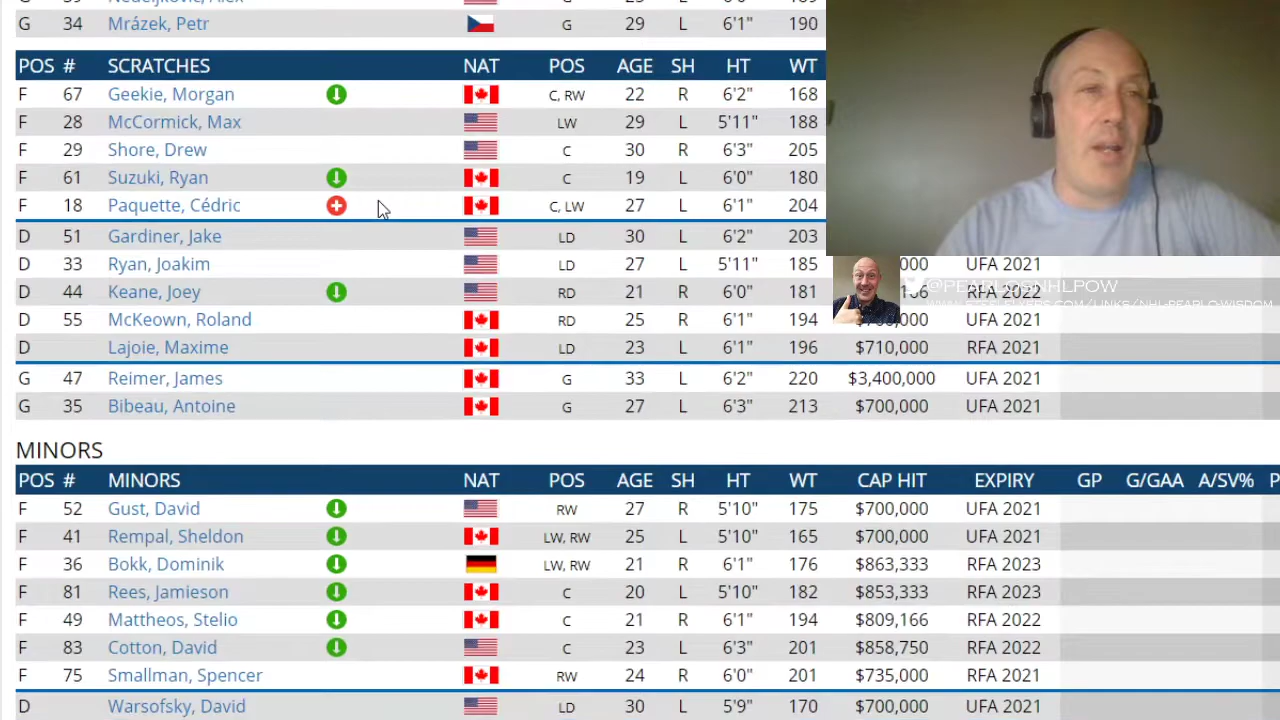 G 34 Mrázek, Petr G 29 L 6'1" 190
POS # SCRATCHES NAT POS AGE SH HT WT
F 67 Geekie, Morgan C, RW 22 R 6'2" 168
F 28 McCormick, Max LW 29 L 5'11" 188
F 29 Shore, Drew C 30 R 6'3" 205
F 61 Suzuki, Ryan C 19 L 6'0" 180
F 18 Paquette, Cédric C, LW 27 L 6'1" 204
D 51 Gardiner, Jake LD 30 L 6'2" 203
D 33 Ryan, Joakim LD 27 L 5'11" 185 UFA 2021
D 44 Keane, Joey RD 21 R 6'0" 181
@PEARLOSNHLPOW
D 55 McKeown, Roland RD 25 R 6'1" 194 UFA 2021
D Lajoie, Maxime LD 23 L 6'1" 196 $710,000 RFA 2021
G 47 Reimer, James G 33 L 6'2" 220 $3,400,000 UFA 2021
G 35 Bibeau, Antoine G 27 L 6'3" 213 $700,000 UFA 2021
MINORS
POS # MINORS NAT POS AGE SH HT WT CAP HIT EXPIRY GP G/GAA A/SV% P
F 52 Gust, David RW 27 R 5'10" 175 $700,000 UFA 2021
F 41 Rempal, Sheldon LW, RW 25 L 5'10" 165 $700,000 UFA 2021
F 36 Bokk, Dominik LW, RW 21 R 6'1" 176 $863,333 RFA 2023
F 81 Rees, Jamieson C 20 L 5'10" 182 $853,333 RFA 2023
F 49 Mattheos, Stelio C 21 R 6'1" 194 $809,166 RFA 2022
F 83 Cotton, David C 23 L 6'3" 201 $858,750 RFA 2022
F 75 Smallman, Spencer RW 24 R 6'0" 201 $735,000 RFA 2021
D Warsofsky, David LD 30 L 5'9" 170 $700,000 UFA 2021